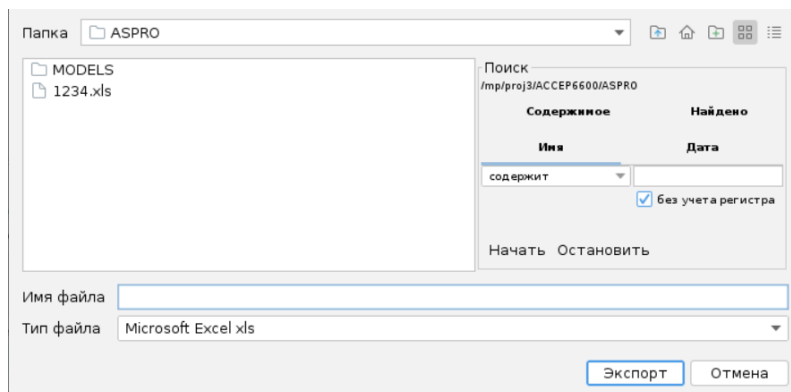 Папка ASPRO
MODELS
1234.xls
Поиск
/mp/proj3/ACCEP6600/ASPRO
Содержимое Найдено
Имя Дата
содержит
без учета регистра
Начать Остановить
Имя файла
Тип файла Microsoft Excel xls
Экспорт Отмена